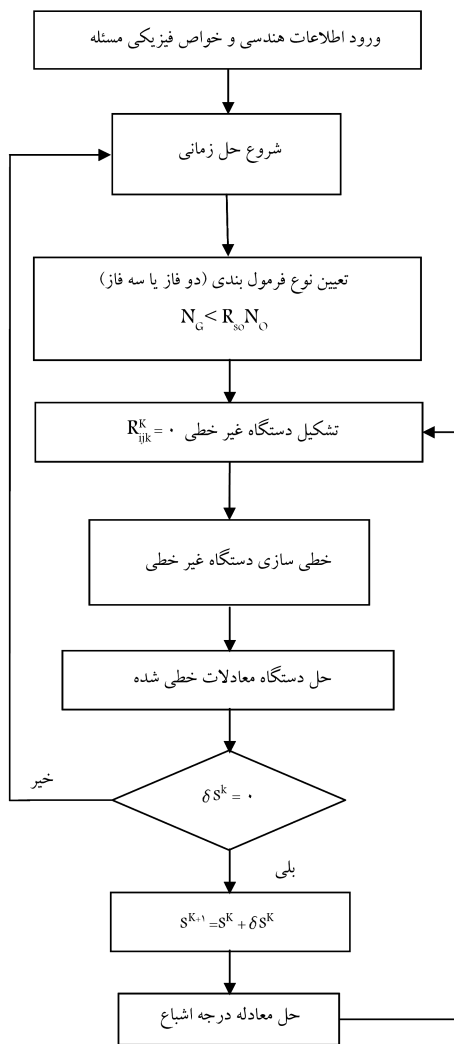 ورود اطلاعات هندسی و خواص فیزیکی مسئله
شروع حل زمانی
تعیین نوع فرمول بندی (دو فاز یا سه فاز)
N_G < R_so N_O
تشکیل دستگاه غیر خطی R_ijk^K = ۰
خطی سازی دستگاه غیر خطی
حل دستگاه معادلات خطی شده
خیر
δS^k = ۰
بلی
S^K+۱ = S^K + δS^K
حل معادله درجه اشباع